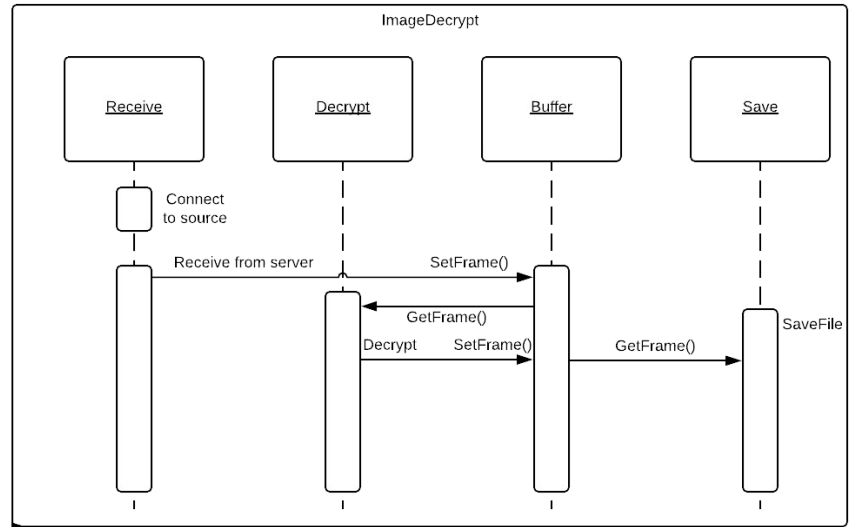 ImageDecrypt
Receive
Decrypt
Buffer
Save
Connect
to source
Receive from server
SetFrame()
GetFrame()
SaveFile
Decrypt
SetFrame()
GetFrame()